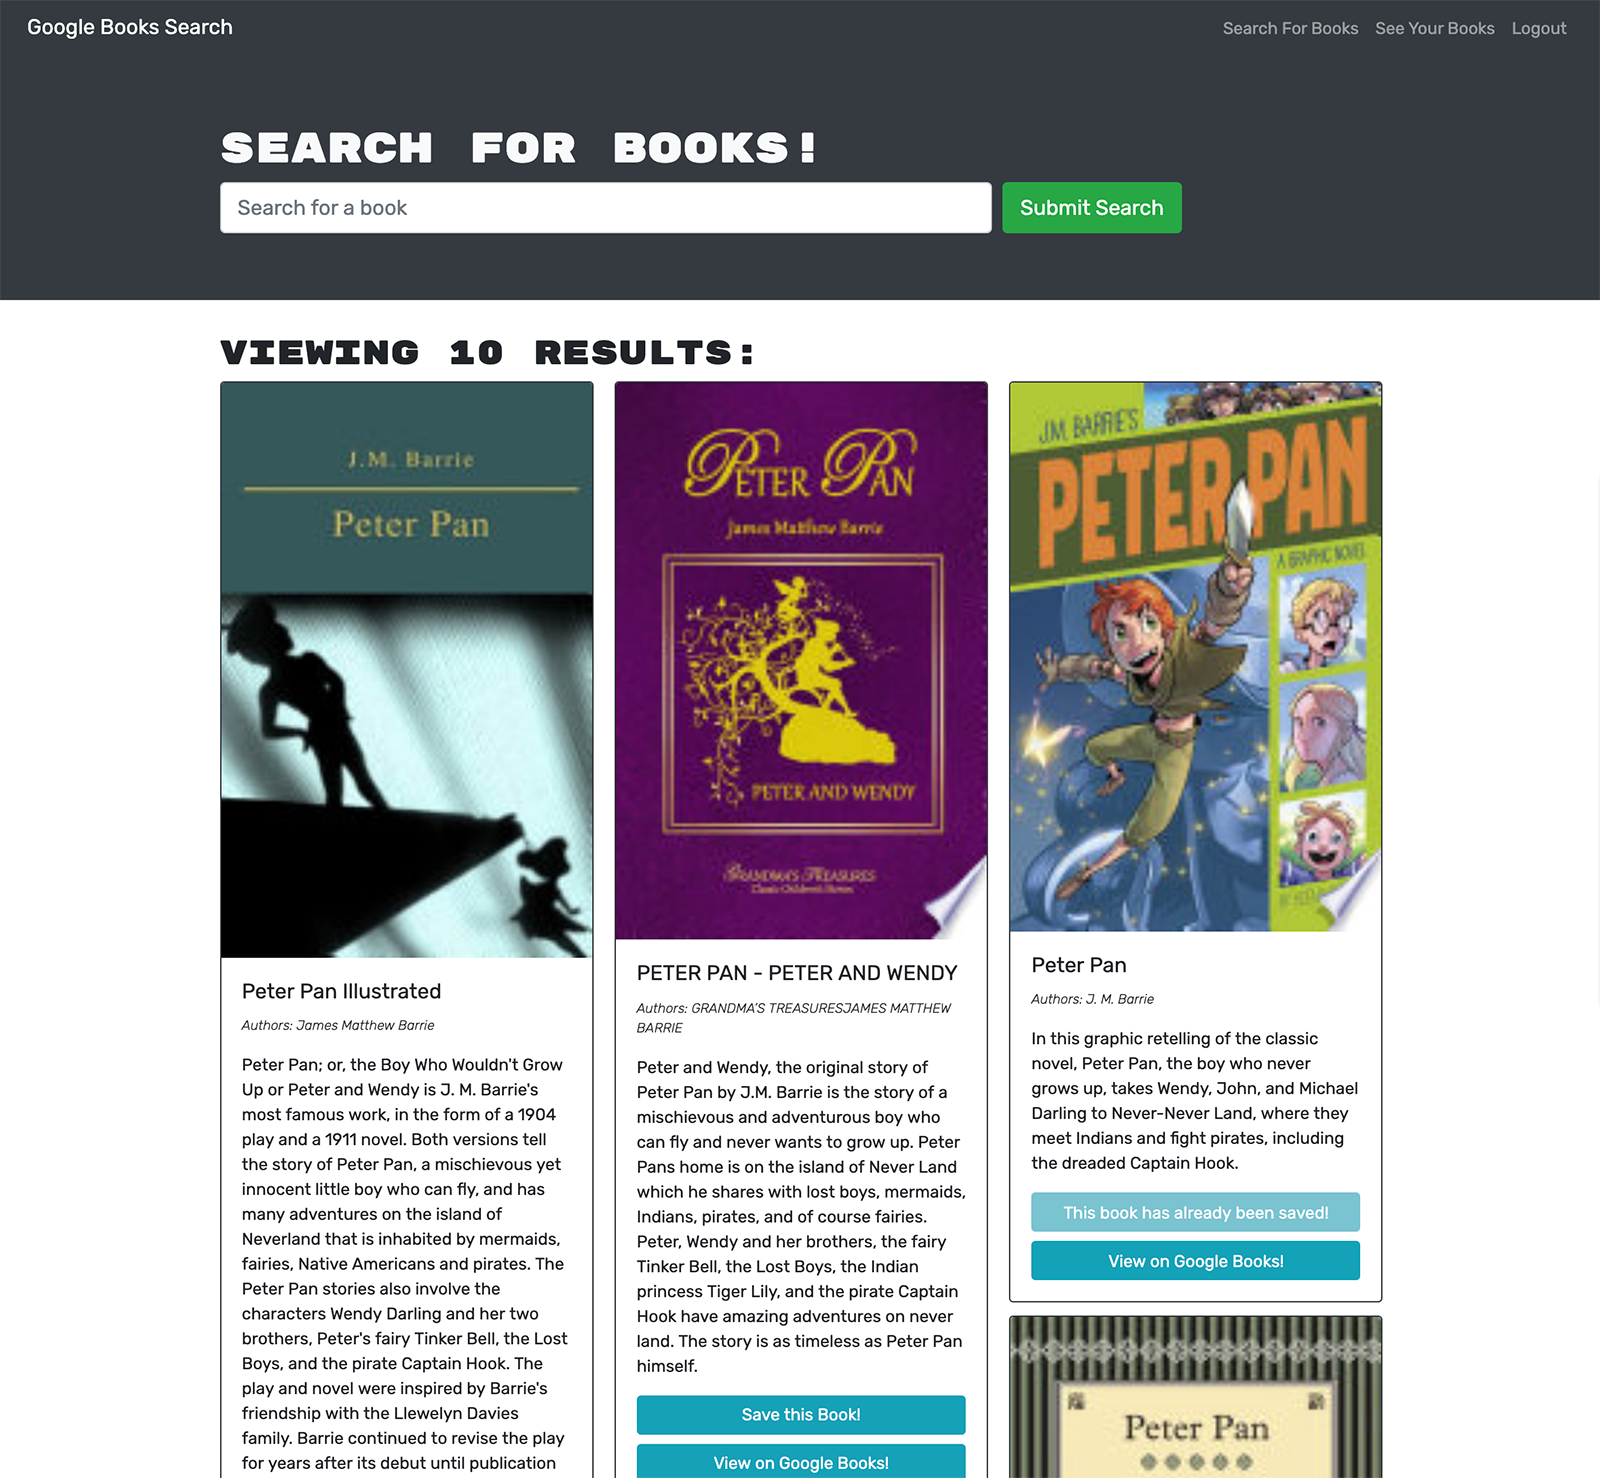 Google Books Search
Search For Books
See Your Books
Logout
SEARCH FOR BOOKS!
Search for a book
Submit Search
VIEWING 10 RESULTS:
J.M. Barrie
Peter Pan
Peter Pan Illustrated
Authors: James Matthew Barrie
Peter Pan; or, the Boy Who Wouldn't Grow
Up or Peter and Wendy is J. M. Barrie's
most famous work, in the form of a 1904
play and a 1911 novel. Both versions tell
the story of Peter Pan, a mischievous yet
innocent little boy who can fly, and has
many adventures on the island of
Neverland that is inhabited by mermaids,
fairies, Native Americans and pirates. The
Peter Pan stories also involve the
characters Wendy Darling and her two
brothers, Peter's fairy Tinker Bell, the Lost
Boys, and the pirate Captain Hook. The
play and novel were inspired by Barrie's
friendship with the Llewelyn Davies
family. Barrie continued to revise the play
for years after its debut until publication
PETER PAN
James Matthew Barrie
PETER AND WENDY
GRANDMA'S TREASURES
Classic Children's Stories
PETER PAN - PETER AND WENDY
Authors: GRANDMA'S TREASURESJAMES MATTHEW
BARRIE
Peter and Wendy, the original story of
Peter Pan by J.M. Barrie is the story of a
mischievous and adventurous boy who
can fly and never wants to grow up. Peter
Pans home is on the island of Never Land
which he shares with lost boys, mermaids,
Indians, pirates, and of course fairies.
Peter, Wendy and her brothers, the fairy
Tinker Bell, the Lost Boys, the Indian
princess Tiger Lily, and the pirate Captain
Hook have amazing adventures on never
land. The story is as timeless as Peter Pan
himself.
Save this Book!
View on Google Books!
J.M. BARRIE'S
PETER PAN
A GRAPHIC NOVEL
Peter Pan
Authors: J. M. Barrie
In this graphic retelling of the classic
novel, Peter Pan, the boy who never
grows up, takes Wendy, John, and Michael
Darling to Never-Never Land, where they
meet Indians and fight pirates, including
the dreaded Captain Hook.
This book has already been saved!
View on Google Books!
Peter Pan